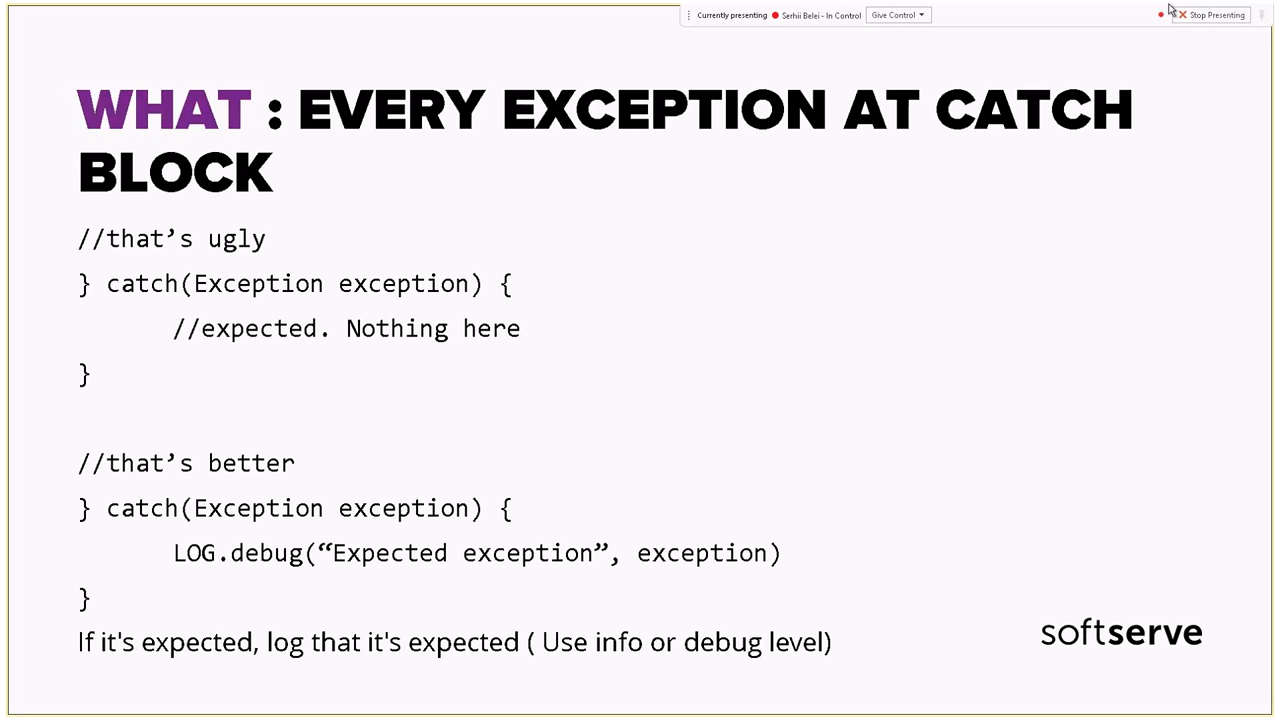 Currently presenting Serhii Belei - In Control Give Control Stop Presenting
WHAT : EVERY EXCEPTION AT CATCH
BLOCK
//that’s ugly
} catch(Exception exception) {
//expected. Nothing here
}
//that’s better
} catch(Exception exception) {
LOG.debug(“Expected exception”, exception)
}
If it's expected, log that it's expected ( Use info or debug level)
softserve